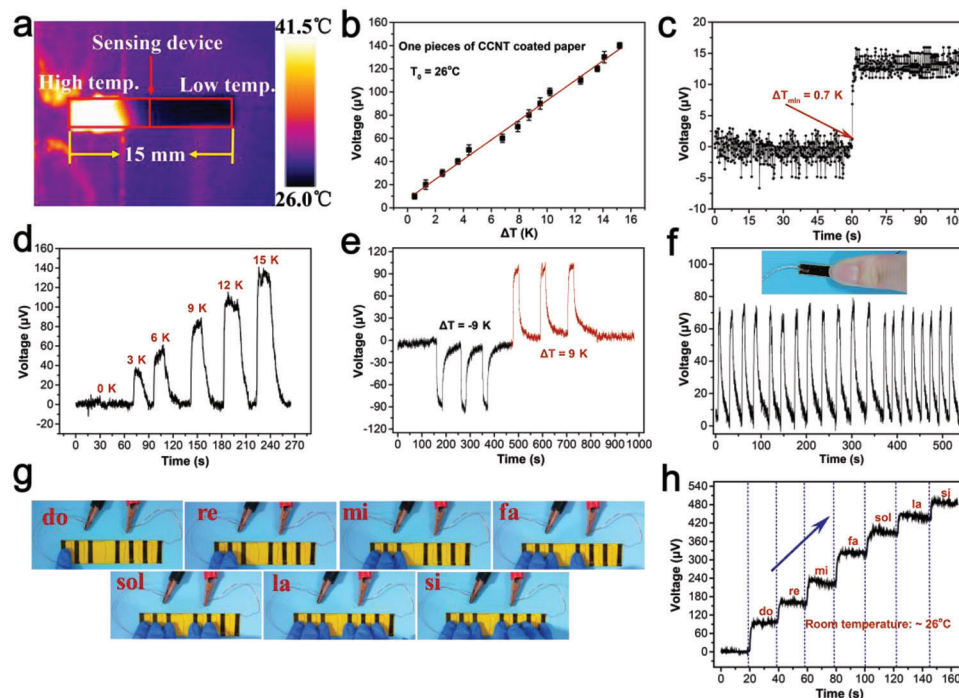 a
41.5℃
Sensing device
High temp.
Low temp.
15 mm
26.0℃
b
160
140
120
100
80
60
40
20
0
Voltage (µV)
One pieces of CCNT coated paper
T0 = 26°C
0 2 4 6 8 10 12 14 16
ΔT (K)
c
20
15
10
5
0
-5
-10
Voltage (µV)
ΔTmin = 0.7 K
0 15 30 45 60 75 90 105
Time (s)
d
160
140
120
100
80
60
40
20
0
-20
Voltage (µV)
0 K
3 K
6 K
9 K
12 K
15 K
0 30 60 90 120 150 180 210 240 270
Time (s)
e
120
90
60
30
0
-30
-60
-90
-120
Voltage (µV)
ΔT = -9 K
ΔT = 9 K
0 100 200 300 400 500 600 700 800 900 1000
Time (s)
f
100
80
60
40
20
0
Voltage (µV)
0 50 100 150 200 250 300 350 400 450 500
Time (s)
g
do
re
mi
fa
sol
la
si
h
540
480
420
360
300
240
180
120
60
0
Voltage (µV)
do
re
mi
fa
sol
la
si
Room temperature: ~ 26°C
0 20 40 60 80 100 120 140 160
Time (s)